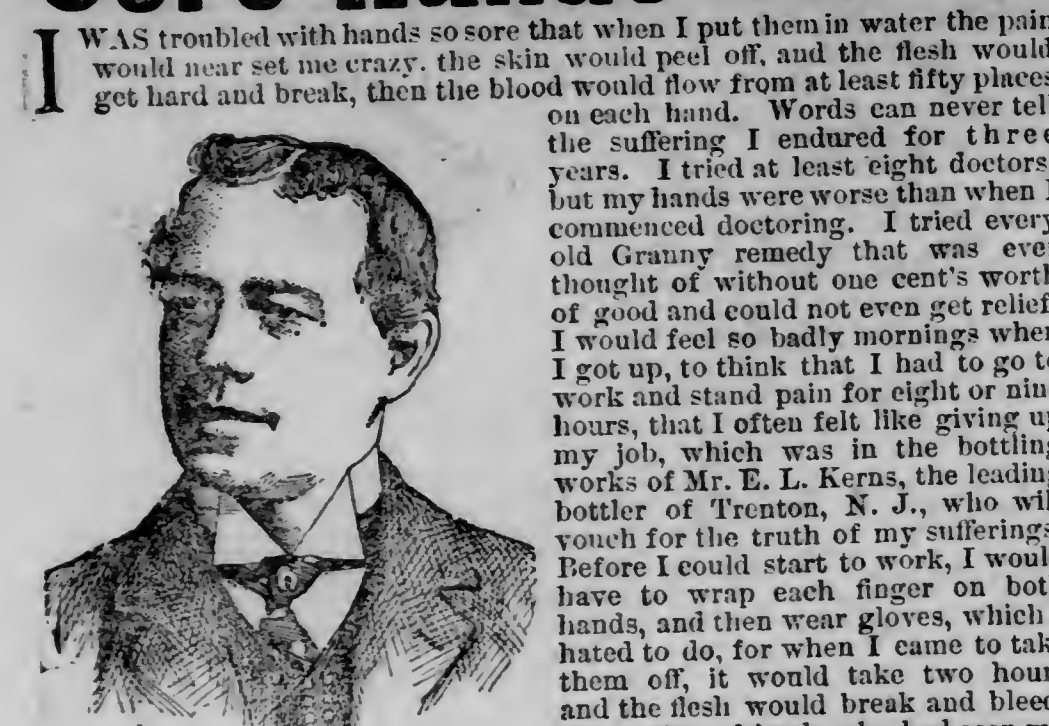 I WAS troubled with hands so sore that when I put them in water the pain
would near set me crazy. the skin would peel off, and the flesh would
get hard and break, then the blood would flow from at least fifty places
on each hand. Words can never tell
the suffering I endured for three
years. I tried at least eight doctors,
but my hands were worse than when I
commenced doctoring. I tried every
old Granny remedy that was ever
thought of without one cent's worth
of good and could not even get relief.
I would feel so badly mornings when
I got up, to think that I had to go to
work and stand pain for eight or nin
hours, that I often felt like giving up
my job, which was in the bottling
works of Mr. E. L. Kerns, the leading
bottler of Trenton, N. J., who wil
vouch for the truth of my sufferings.
Before I could start to work, I would
have to wrap each finger on bot
hands, and then wear gloves, which
hated to do, for when I came to tak
them off, it would take two hour
and the flesh would break and bleed